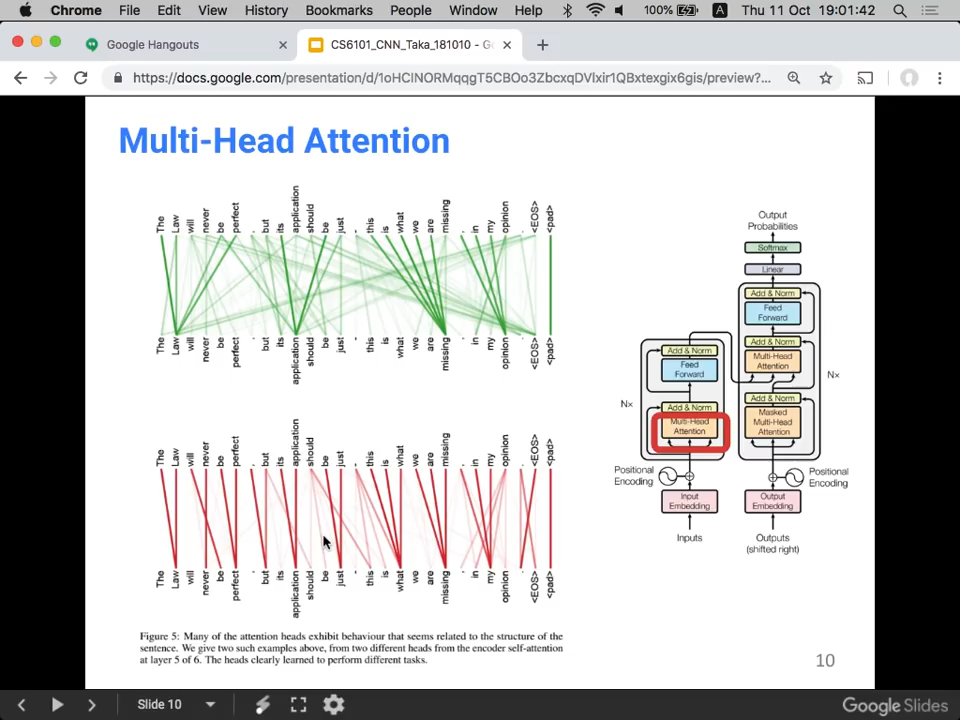 Chrome File Edit View History Bookmarks People Window Help 100% A Thu 11 Oct 19:01:42
Google Hangouts
CS6101_CNN_Taka_181010 - Go
https://docs.google.com/presentation/d/1oHClNORMqqgT5CBOo3ZbcxqDVlxir1QBxtexgix6gis/preview?...
Multi-Head Attention
The Law will never be perfect , but its application should be just - this is what we are missing , in my opinion . <EOS> <pad>
The Law will never be perfect , but its application should be just - this is what we are missing , in my opinion . <EOS> <pad>
The Law will never be perfect , but its application should be just - this is what we are missing , in my opinion . <EOS> <pad>
The Law will never be perfect , but its application should be just - this is what we are missing , in my opinion . <EOS> <pad>
Figure 5: Many of the attention heads exhibit behaviour that seems related to the structure of the
sentence. We give two such examples above, from two different heads from the encoder self-attention
at layer 5 of 6. The heads clearly learned to perform different tasks.
Output
Probabilities
Softmax
Linear
Add & Norm
Feed
Forward
Add & Norm
Multi-Head
Attention
Add & Norm
Masked
Multi-Head
Attention
N×
Add & Norm
Feed
Forward
Add & Norm
Multi-Head
Attention
N×
Positional
Encoding
Positional
Encoding
Input
Embedding
Output
Embedding
Inputs
Outputs
(shifted right)
10
Slide 10
Google Slides